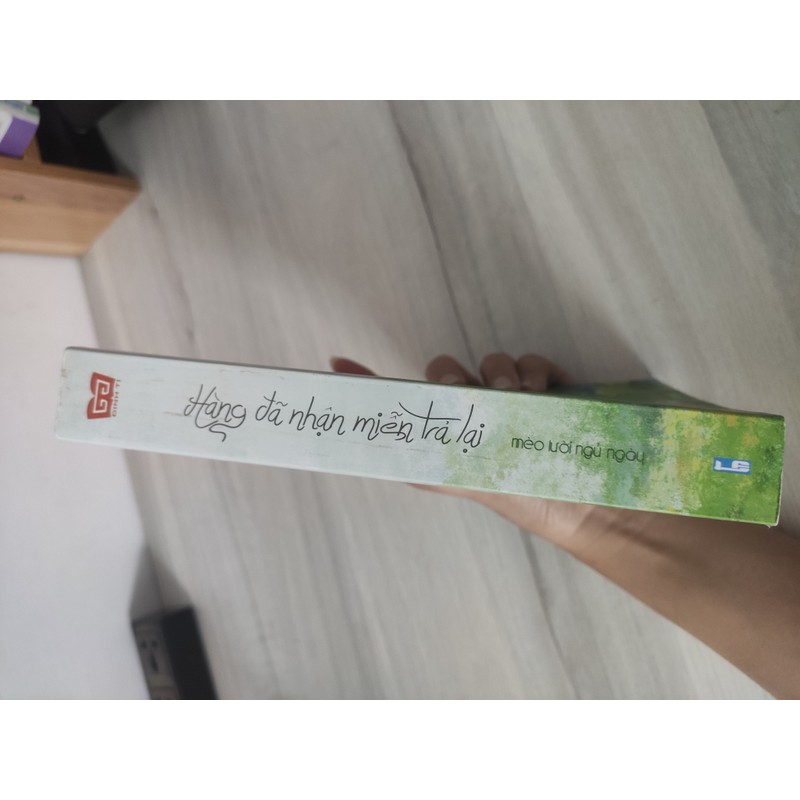 Hàng đã nhận miễn trả lại
mèo lười ngủ ngày